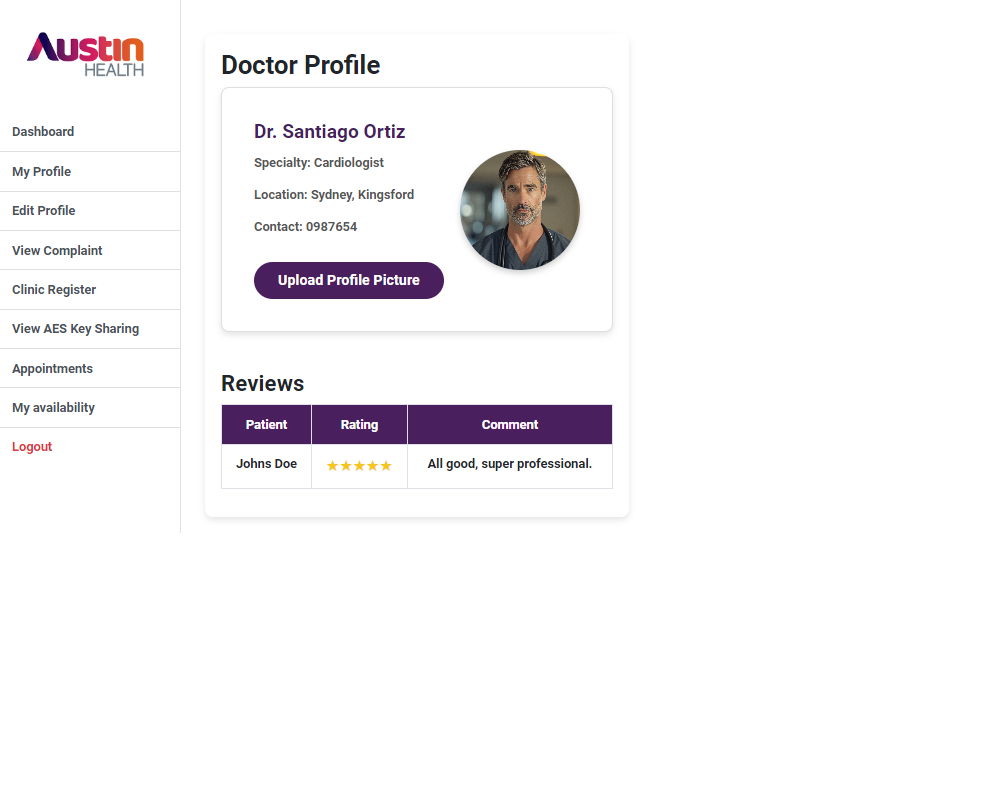 Austin
HEALTH
Dashboard
My Profile
Edit Profile
View Complaint
Clinic Register
View AES Key Sharing
Appointments
My availability
Logout
Doctor Profile
Dr. Santiago Ortiz
Specialty: Cardiologist
Location: Sydney, Kingsford
Contact: 0987654
Upload Profile Picture
Reviews
Patient Rating Comment
Johns Doe ★★★★★ All good, super professional.